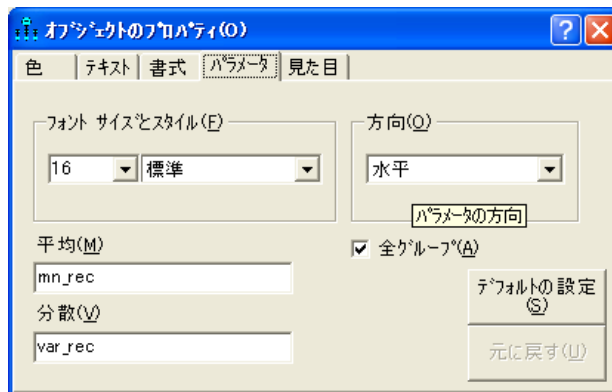 オブジェクトのプロパティ(O)
色 テキスト 書式 パラメータ 見た目
フォント サイズとスタイル(F) 方向(O)
16 標準 水平
パラメータの方向
平均(M) 全グループ(A)
mn_rec
デフォルトの設定
(S)
分散(V)
var_rec
元に戻す(U)